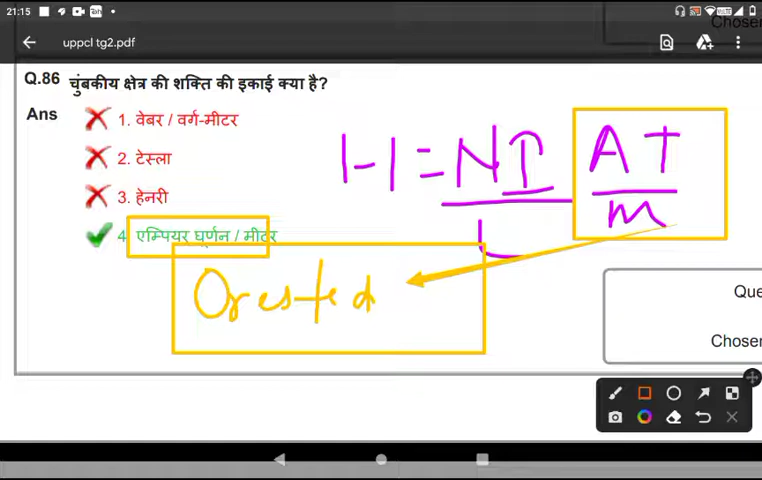 21:15
uppcl tg2.pdf
Chosen
Q.86 चुंबकीय क्षेत्र की शक्ति की इकाई क्या है?
Ans
1. वेबर / वर्ग-मीटर
2. टेस्ला
3. हेनरी
4. एम्पियर घूर्णन / मीटर
H = NI
L
AT
m
Orested
Que
Chosen